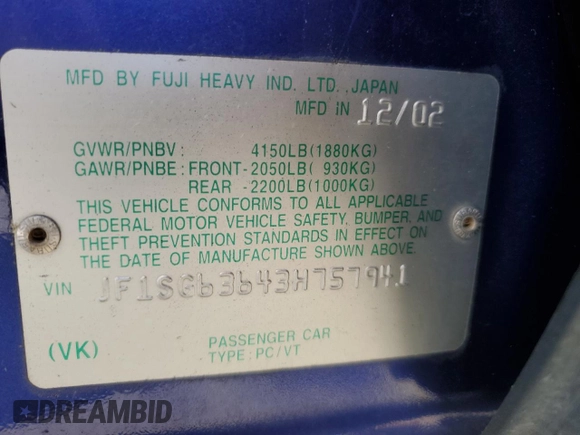 MFD BY FUJI HEAVY IND. LTD., JAPAN
MFD IN 12/02
GVWR/PNBV : 4150LB(1880KG)
GAWR/PNBE : FRONT-2050LB( 930KG)
REAR -2200LB(1000KG)
THIS VEHICLE CONFORMS TO ALL APPLICABLE
FEDERAL MOTOR VEHICLE SAFETY, BUMPER, AND
THEFT PREVENTION STANDARDS IN EFFECT ON
THE DATE OF MANUFACTURE SHOWN ABOVE.
VIN JF1SG63643H757941
(VK) PASSENGER CAR
TYPE: PC/VT
DREAMBID